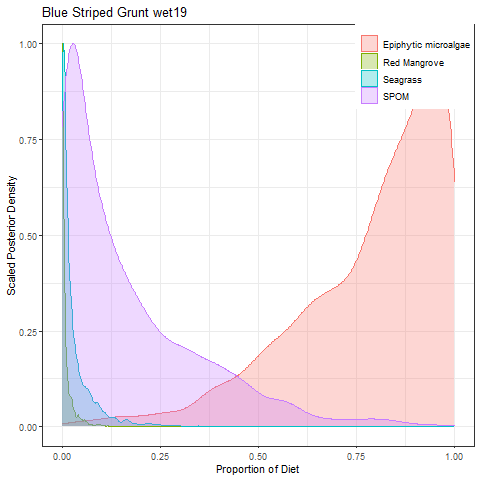 Blue Striped Grunt wet19
Epiphytic microalgae
Red Mangrove
Seagrass
SPOM
1.00
0.75
0.50
0.25
0.00
Scaled Posterior Density
0.00 0.25 0.50 0.75 1.00
Proportion of Diet